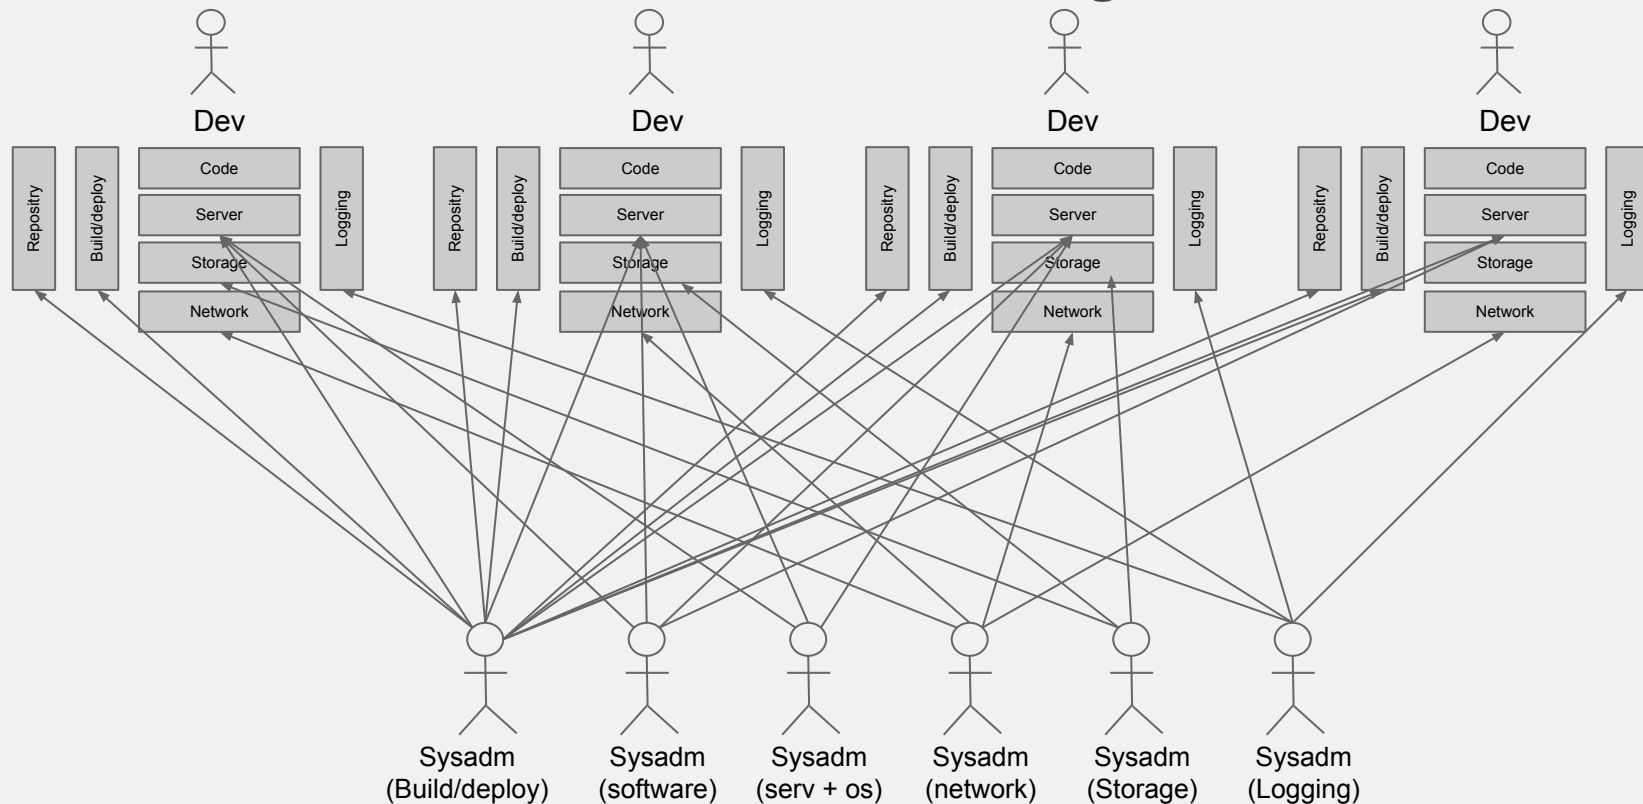 Dev
Dev
Dev
Dev
Repositry
Build/deploy
Code
Server
Storage
Network
Logging
Repositry
Build/deploy
Code
Server
Storage
Network
Logging
Repositry
Build/deploy
Code
Server
Storage
Network
Logging
Repositry
Build/deploy
Code
Server
Storage
Network
Logging
Sysadm
(Build/deploy)
Sysadm
(software)
Sysadm
(serv + os)
Sysadm
(network)
Sysadm
(Storage)
Sysadm
(Logging)